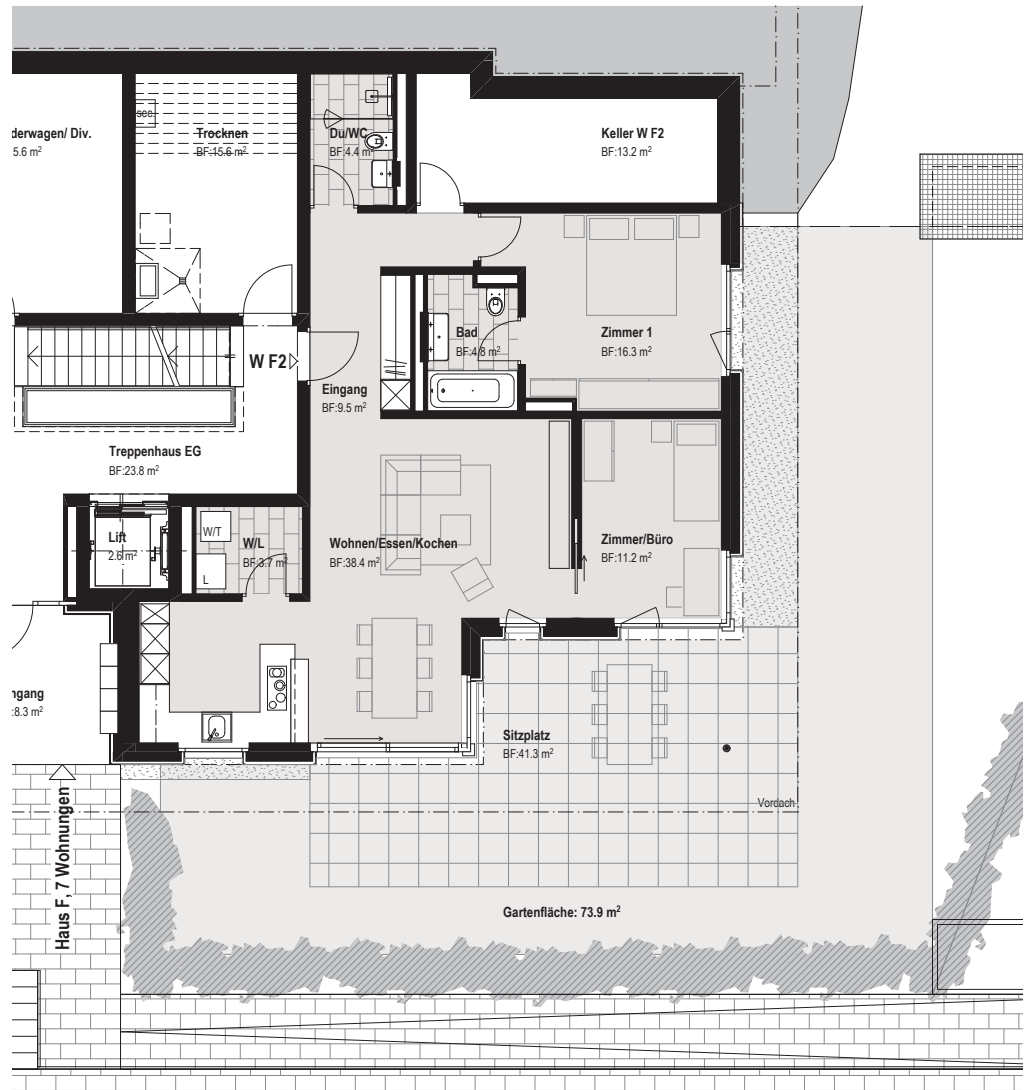 derwagen/ Div.
5.6 m²
sec.
Trocknen
BF:15.6 m²
Du/WC
BF:4.4 m²
Keller W F2
BF:13.2 m²
Bad
BF:4.8 m²
Zimmer 1
BF:16.3 m²
W F2
Eingang
BF:9.5 m²
Treppenhaus EG
BF:23.8 m²
Lift
2.6 m²
W/T
L
W/L
BF:3.7 m²
Wohnen/Essen/Kochen
BF:38.4 m²
Zimmer/Büro
BF:11.2 m²
ngang
:8.3 m²
Sitzplatz
BF:41.3 m²
Vordach
Haus F, 7 Wohnungen
Gartenfläche: 73.9 m²